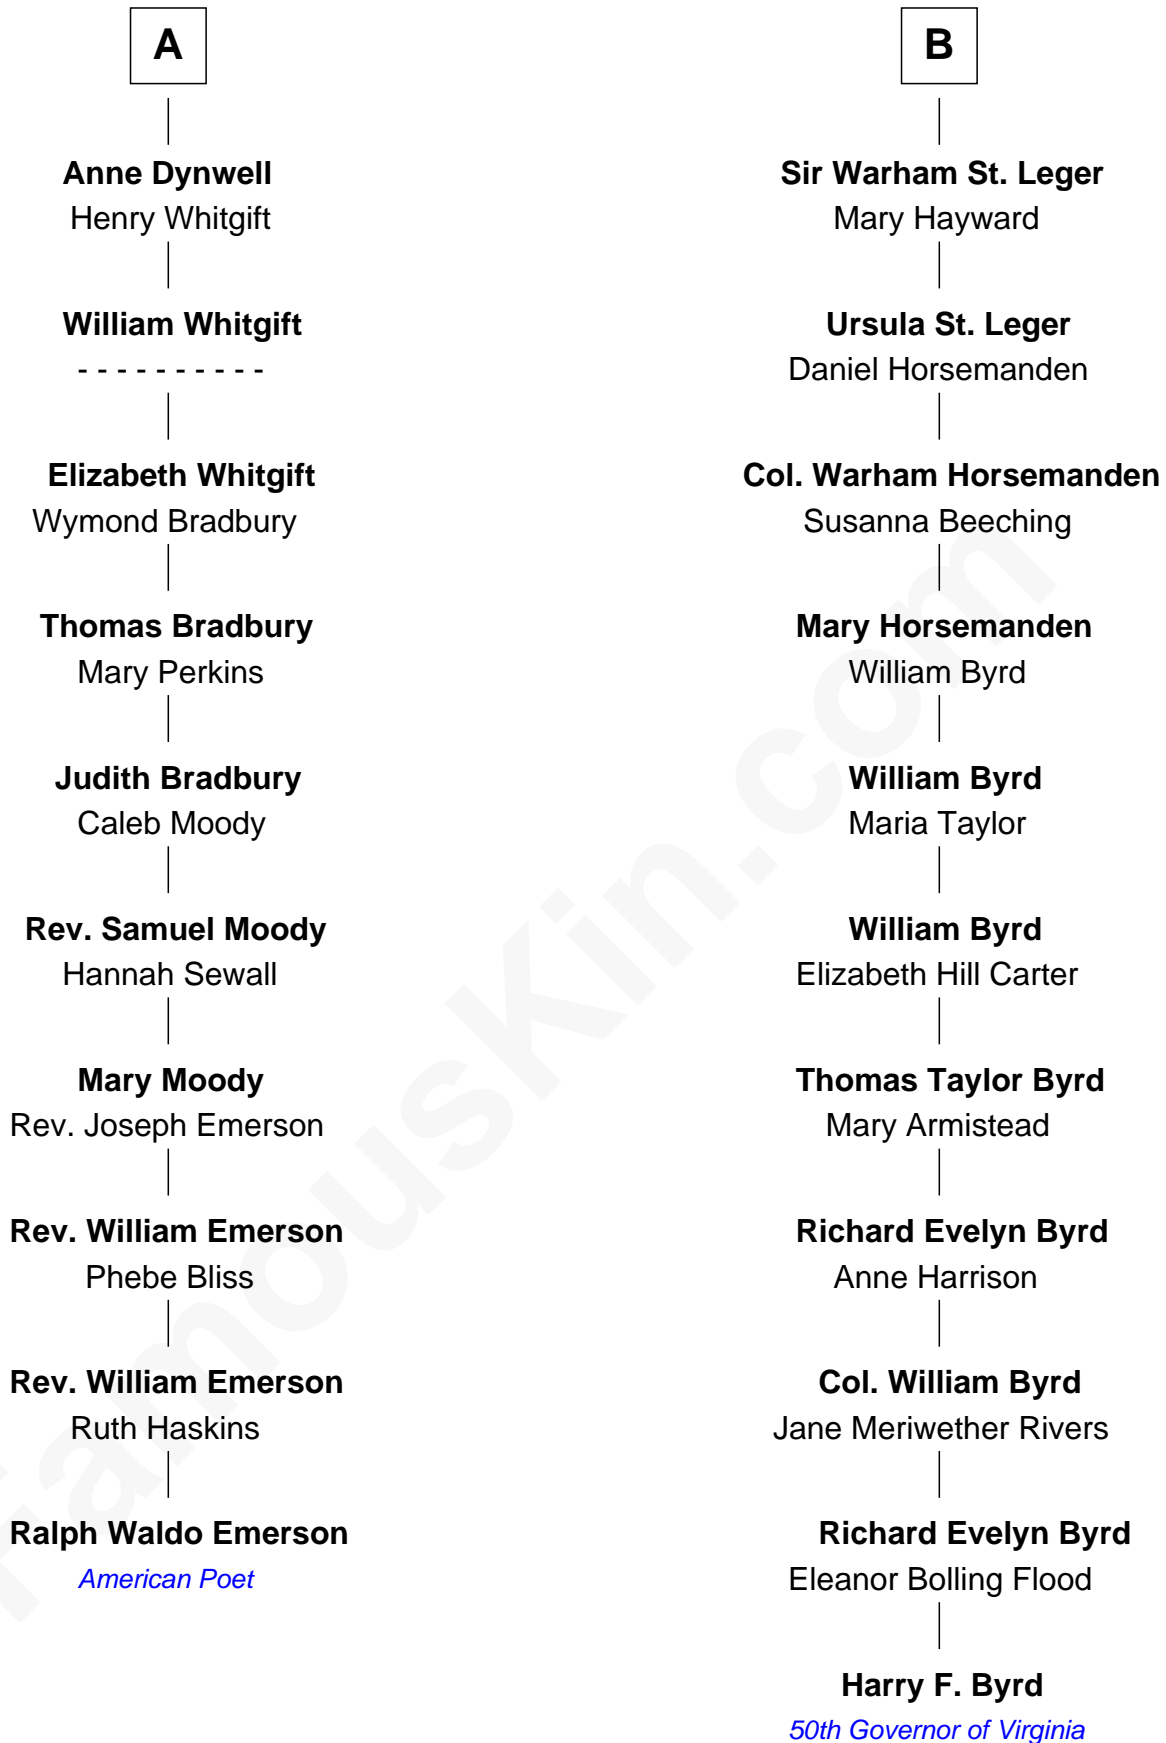 A
Anne Dynwell
Henry Whitgift
William Whitgift
- - - - - - - - - -
Elizabeth Whitgift
Wymond Bradbury
Thomas Bradbury
Mary Perkins
Judith Bradbury
Caleb Moody
Rev. Samuel Moody
Hannah Sewall
Mary Moody
Rev. Joseph Emerson
Rev. William Emerson
Phebe Bliss
Rev. William Emerson
Ruth Haskins
Ralph Waldo Emerson
American Poet
B
Sir Warham St. Leger
Mary Hayward
Ursula St. Leger
Daniel Horsemanden
Col. Warham Horsemanden
Susanna Beeching
Mary Horsemanden
William Byrd
William Byrd
Maria Taylor
William Byrd
Elizabeth Hill Carter
Thomas Taylor Byrd
Mary Armistead
Richard Evelyn Byrd
Anne Harrison
Col. William Byrd
Jane Meriwether Rivers
Richard Evelyn Byrd
Eleanor Bolling Flood
Harry F. Byrd
50th Governor of Virginia
FamousKin.com